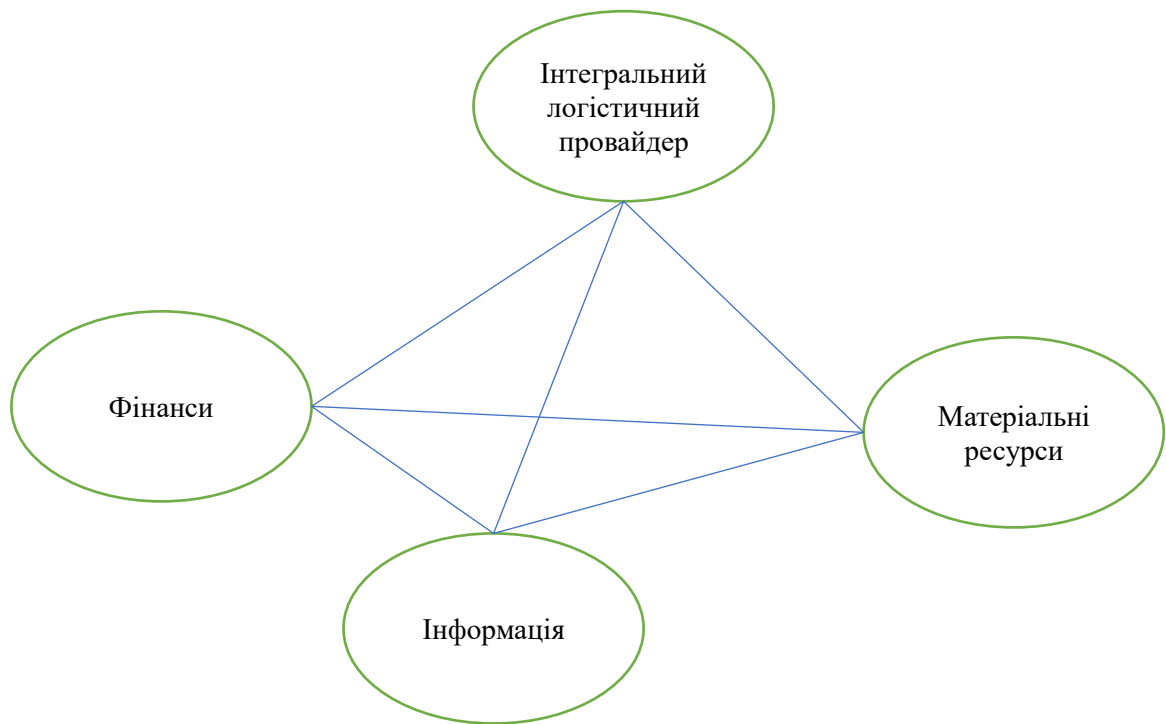 Інтегральний
логістичний
провайдер
Фінанси
Матеріальні
ресурси
Інформація